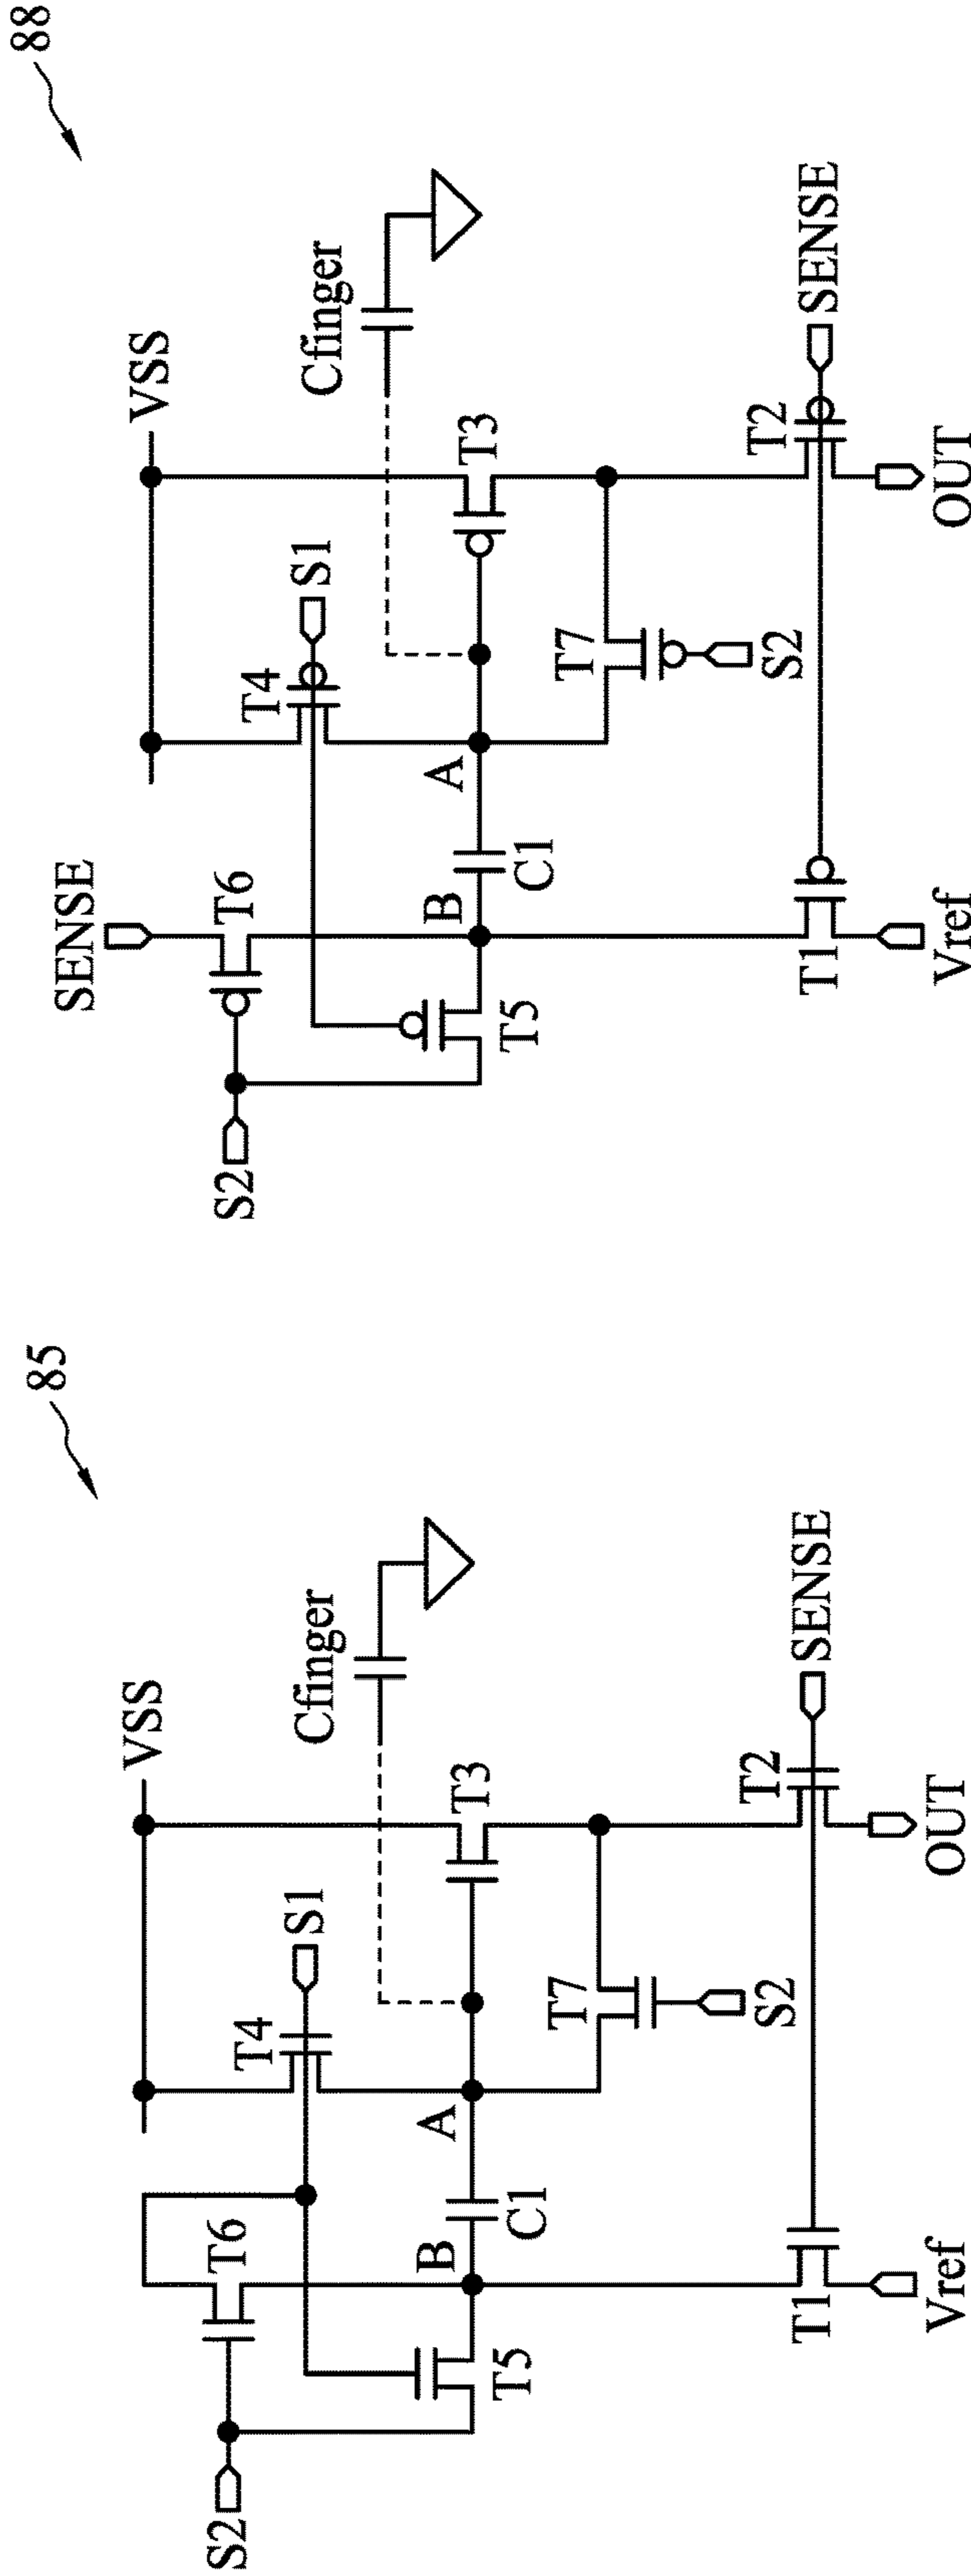 88
VSS
Cfinger
SENSE
T6
T4
S1
T3
S2
B
A
C1
T5
T7
S2
T2
SENSE
T1
Vref
OUT
85
VSS
Cfinger
T6
T4
S1
T3
S2
B
A
C1
T5
T7
S2
T2
SENSE
T1
Vref
OUT